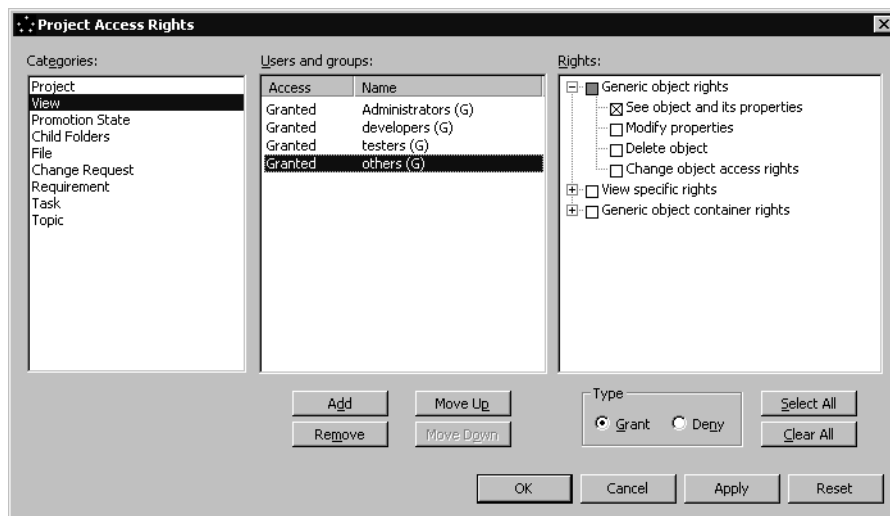 Project Access Rights
Categories:
Project
View
Promotion State
Child Folders
File
Change Request
Requirement
Task
Topic
Users and groups:
Access Name
Granted Administrators (G)
Granted developers (G)
Granted testers (G)
Granted others (G)
Add
Move Up
Remove
Move Down
Rights:
Generic object rights
See object and its properties
Modify properties
Delete object
Change object access rights
View specific rights
Generic object container rights
Type
Grant Deny
Select All
Clear All
OK
Cancel
Apply
Reset